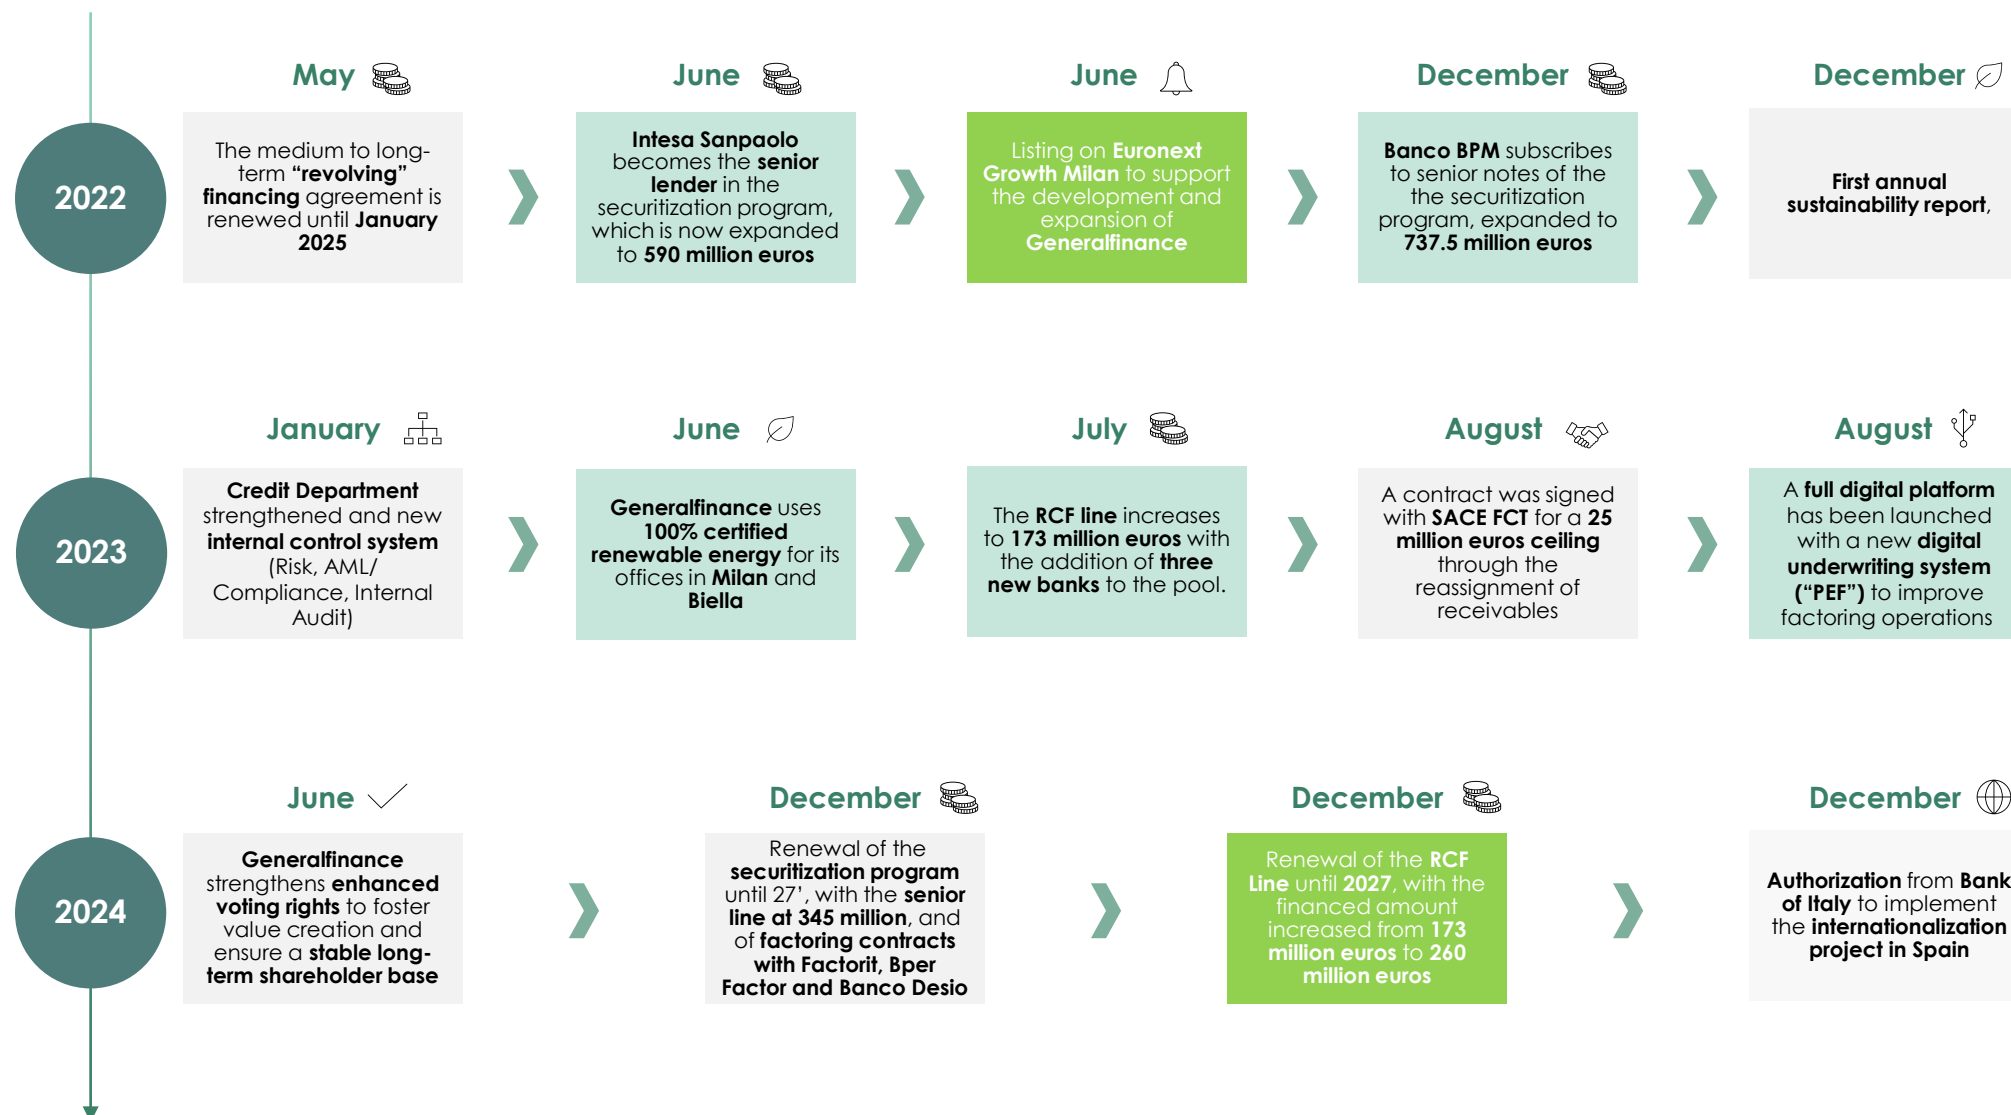 May
June
June
December
December
2022
The medium to long-
term “revolving”
financing agreement is
renewed until January
2025
Intesa Sanpaolo
becomes the senior
lender in the
securitization program,
which is now expanded
to 590 million euros
Listing on Euronext
Growth Milan to support
the development and
expansion of
Generalfinance
Banco BPM subscribes
to senior notes of the
the securitization
program, expanded to
737.5 million euros
First annual
sustainability report,
January
June
July
August
August
2023
Credit Department
strengthened and new
internal control system
(Risk, AML/
Compliance, Internal
Audit)
Generalfinance uses
100% certified
renewable energy for its
offices in Milan and
Biella
The RCF line increases
to 173 million euros with
the addition of three
new banks to the pool.
A contract was signed
with SACE FCT for a 25
million euros ceiling
through the
reassignment of
receivables
A full digital platform
has been launched
with a new digital
underwriting system
(“PEF”) to improve
factoring operations
June
December
December
December
2024
Generalfinance
strengthens enhanced
voting rights to foster
value creation and
ensure a stable long-
term shareholder base
Renewal of the
securitization program
until 27’, with the senior
line at 345 million, and
of factoring contracts
with Factorit, Bper
Factor and Banco Desio
Renewal of the RCF
Line until 2027, with the
financed amount
increased from 173
million euros to 260
million euros
Authorization from Bank
of Italy to implement
the internationalization
project in Spain